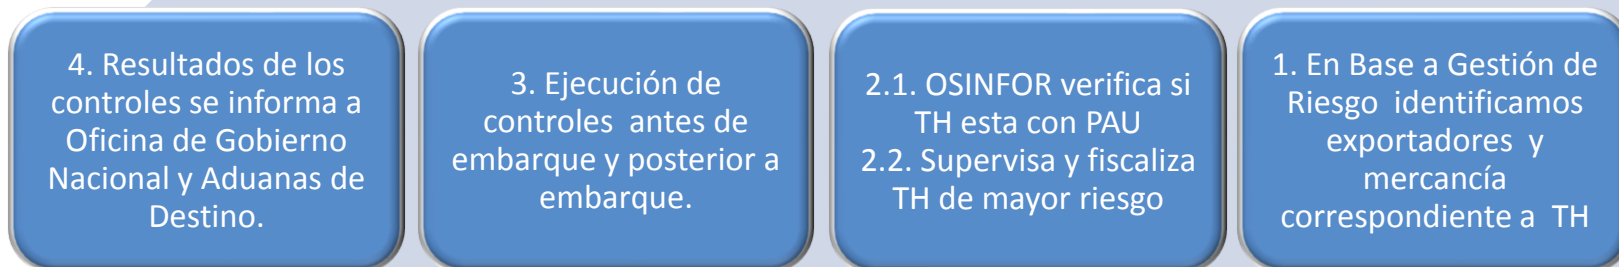 4. Resultados de los
controles se informa a
Oficina de Gobierno
Nacional y Aduanas de
Destino.
3. Ejecución de
controles antes de
embarque y posterior a
embarque.
2.1. OSINFOR verifica si
TH esta con PAU
2.2. Supervisa y fiscaliza
TH de mayor riesgo
1. En Base a Gestión de
Riesgo identificamos
exportadores y
mercancía
correspondiente a TH